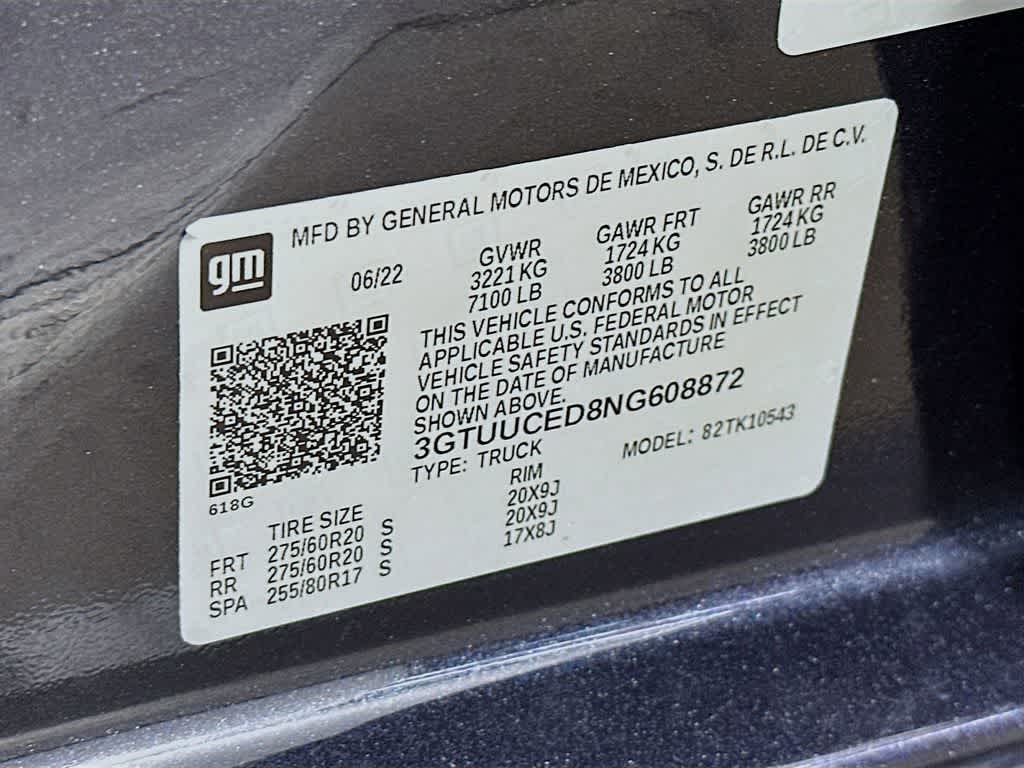 MFD BY GENERAL MOTORS DE MEXICO, S. DE R.L. DE C.V.
gm
06/22
GVWR
3221 KG
7100 LB
GAWR FRT
1724 KG
3800 LB
GAWR RR
1724 KG
3800 LB
THIS VEHICLE CONFORMS TO ALL
APPLICABLE U.S. FEDERAL MOTOR
VEHICLE SAFETY STANDARDS IN EFFECT
ON THE DATE OF MANUFACTURE
SHOWN ABOVE.
3GTUUCED8NG608872
TYPE: TRUCK
MODEL: 82TK10543
618G
TIRE SIZE
RIM
FRT 275/60R20 S 20X9J
RR 275/60R20 S 20X9J
SPA 255/80R17 S 17X8J